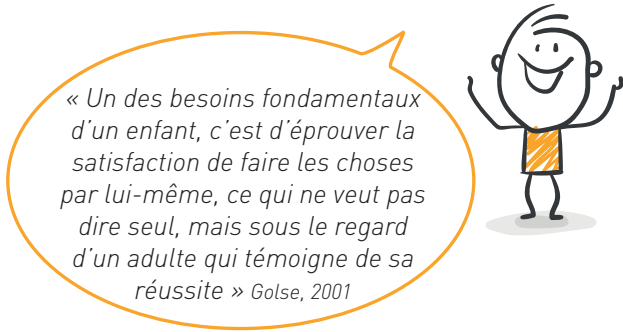 « Un des besoins fondamentaux
d’un enfant, c’est d’éprouver la
satisfaction de faire les choses
par lui-même, ce qui ne veut pas
dire seul, mais sous le regard
d’un adulte qui témoigne de sa
réussite » Golse, 2001